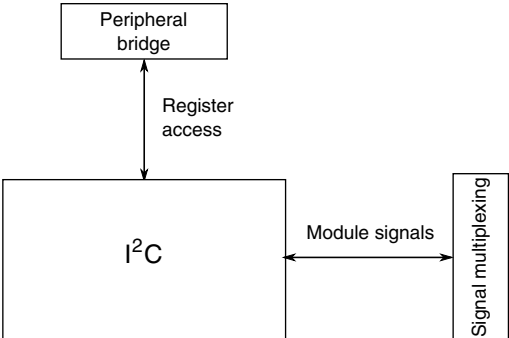 Peripheral
bridge
Register
access
I²C
Module signals
Signal multiplexing